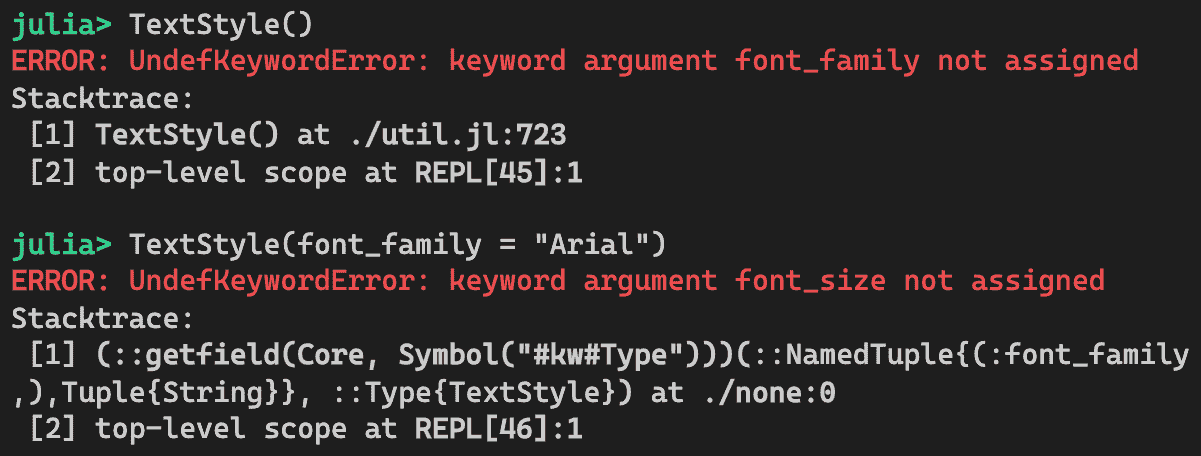 julia> TextStyle()
ERROR: UndefKeywordError: keyword argument font_family not assigned
Stacktrace:
 [1] TextStyle() at ./util.jl:723
 [2] top-level scope at REPL[45]:1

julia> TextStyle(font_family = "Arial")
ERROR: UndefKeywordError: keyword argument font_size not assigned
Stacktrace:
 [1] (::getfield(Core, Symbol("#kw#Type")))(::NamedTuple{(:font_family
,),Tuple{String}}, ::Type{TextStyle}) at ./none:0
 [2] top-level scope at REPL[46]:1